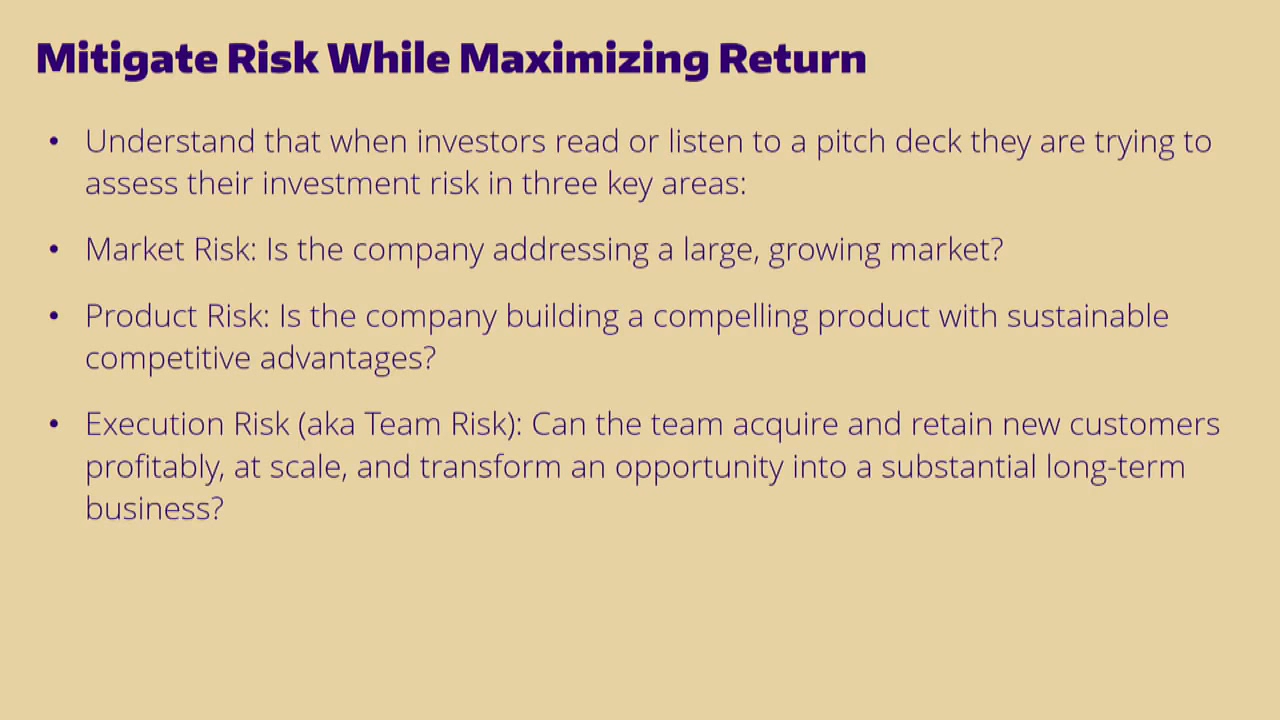 Mitigate Risk While Maximizing Return
• Understand that when investors read or listen to a pitch deck they are trying to
assess their investment risk in three key areas:
• Market Risk: Is the company addressing a large, growing market?
• Product Risk: Is the company building a compelling product with sustainable
competitive advantages?
• Execution Risk (aka Team Risk): Can the team acquire and retain new customers
profitably, at scale, and transform an opportunity into a substantial long-term
business?